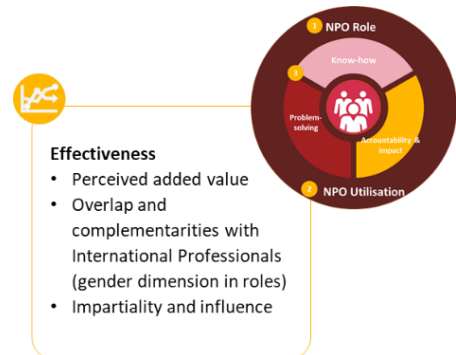 1 NPO Role
Know-how
3
Problem-
solving
Accountability &
impact
2 NPO Utilisation
Effectiveness
• Perceived added value
• Overlap and
complementarities with
International Professionals
(gender dimension in roles)
• Impartiality and influence